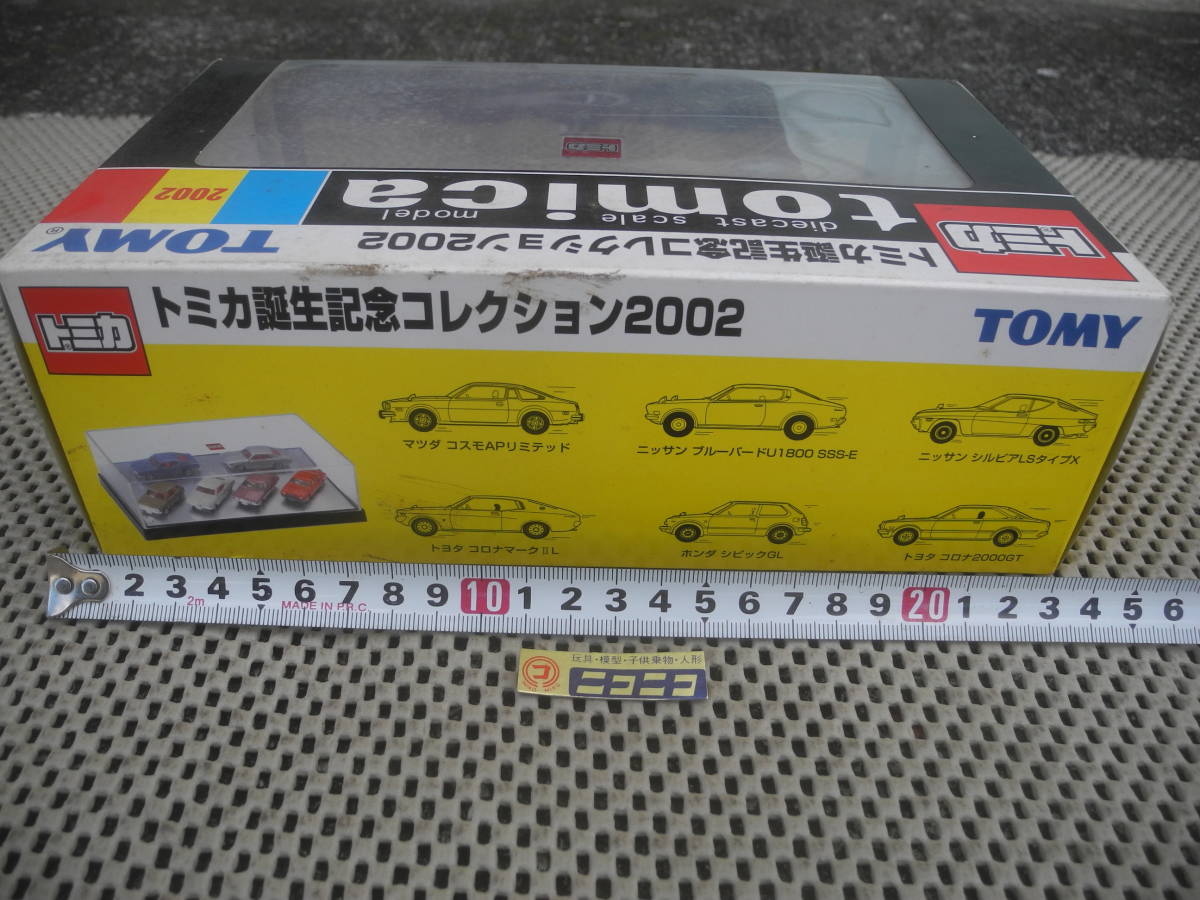 トミカ
2002
tomica
diecast scale model
トミカ
トミカ誕生記念コレクション2002
TOMY®
トミカ
トミカ誕生記念コレクション2002
TOMY
マツダ コスモAPリミテッド
ニッサン ブルーバードU1800 SSS-E
ニッサン シルビアLSタイプX
トヨタ コロナマークⅡL
ホンダ シビックGL
トヨタ コロナ2000GT
2 3 4 5 6 7 8 9 10 1 2 3 4 5 6 7 8 9 20 1 2 3 4 5 6
2m MADE IN P.R.C
玩具・模型・子供乗物・人形